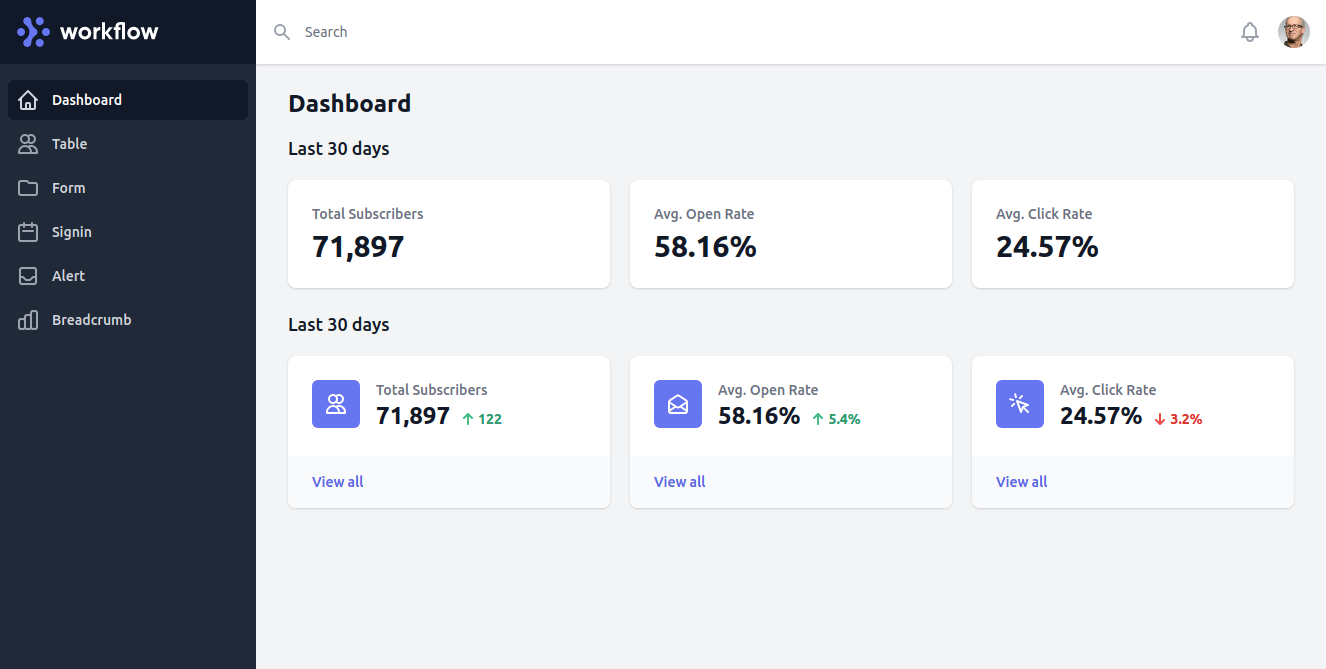 workflow
Search
Dashboard
Table
Form
Signin
Alert
Breadcrumb
Dashboard
Last 30 days
Total Subscribers
71,897
Avg. Open Rate
58.16%
Avg. Click Rate
24.57%
Last 30 days
Total Subscribers
71,897 122
View all
Avg. Open Rate
58.16% 5.4%
View all
Avg. Click Rate
24.57% 3.2%
View all